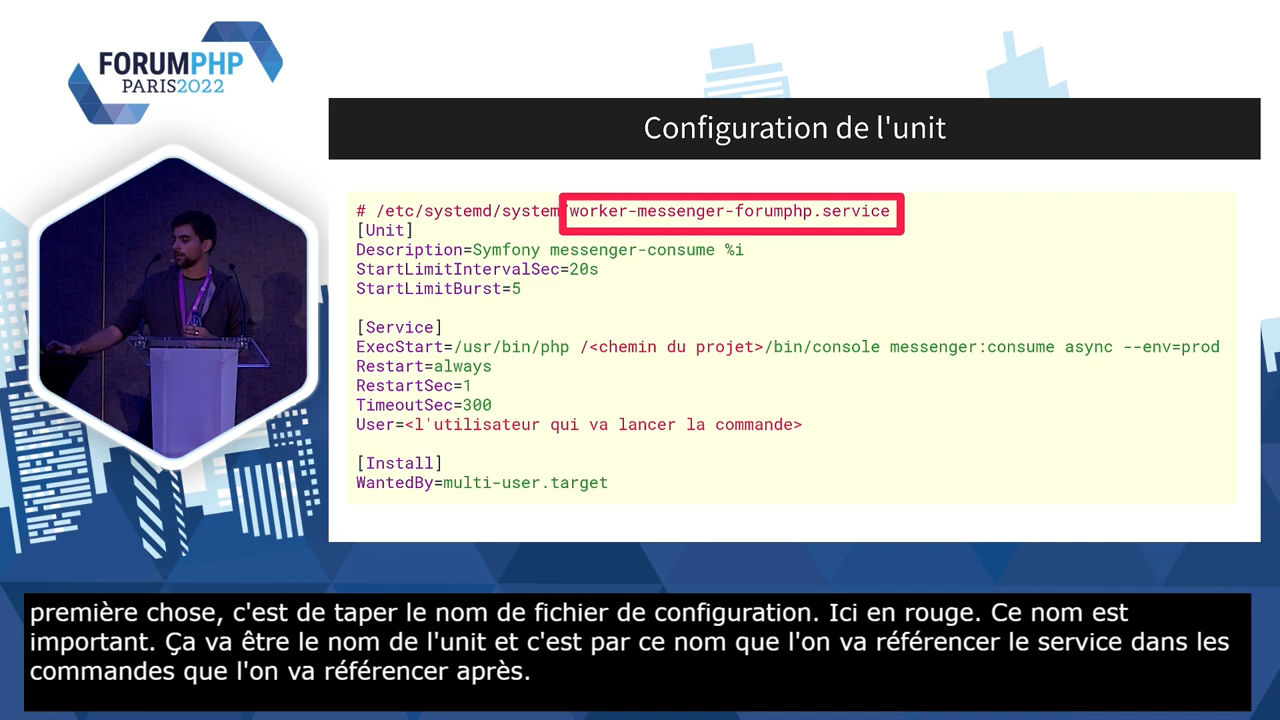 FORUMPHP
PARIS2022
Configuration de l'unit
# /etc/systemd/system/worker-messenger-forumphp.service
[Unit]
Description=Symfony messenger-consume %i
StartLimitIntervalSec=20s
StartLimitBurst=5
[Service]
ExecStart=/usr/bin/php /<chemin du projet>/bin/console messenger:consume async --env=prod
Restart=always
RestartSec=1
TimeoutSec=300
User=<l'utilisateur qui va lancer la commande>
[Install]
WantedBy=multi-user.target
première chose, c'est de taper le nom de fichier de configuration. Ici en rouge. Ce nom est
important. Ça va être le nom de l'unit et c'est par ce nom que l'on va référencer le service dans les
commandes que l'on va référencer après.